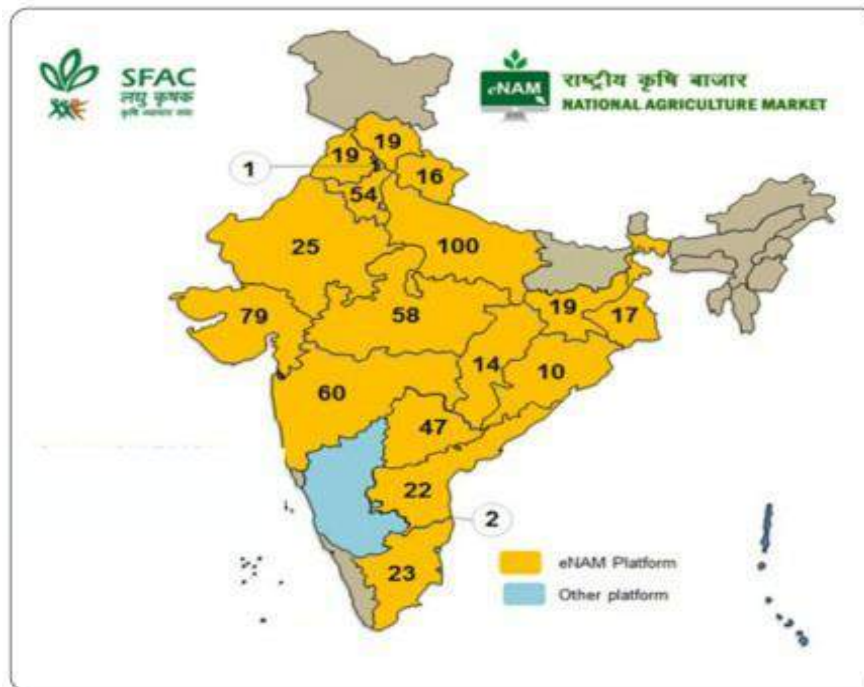 SFAC
लघु कृषक
कृषि व्यापार संघ
eNAM
राष्ट्रीय कृषि बाजार
NATIONAL AGRICULTURE MARKET
19
19
1
16
54
25
100
79
58
19
17
14
10
60
47
22
2
23
eNAM Platform
Other platform